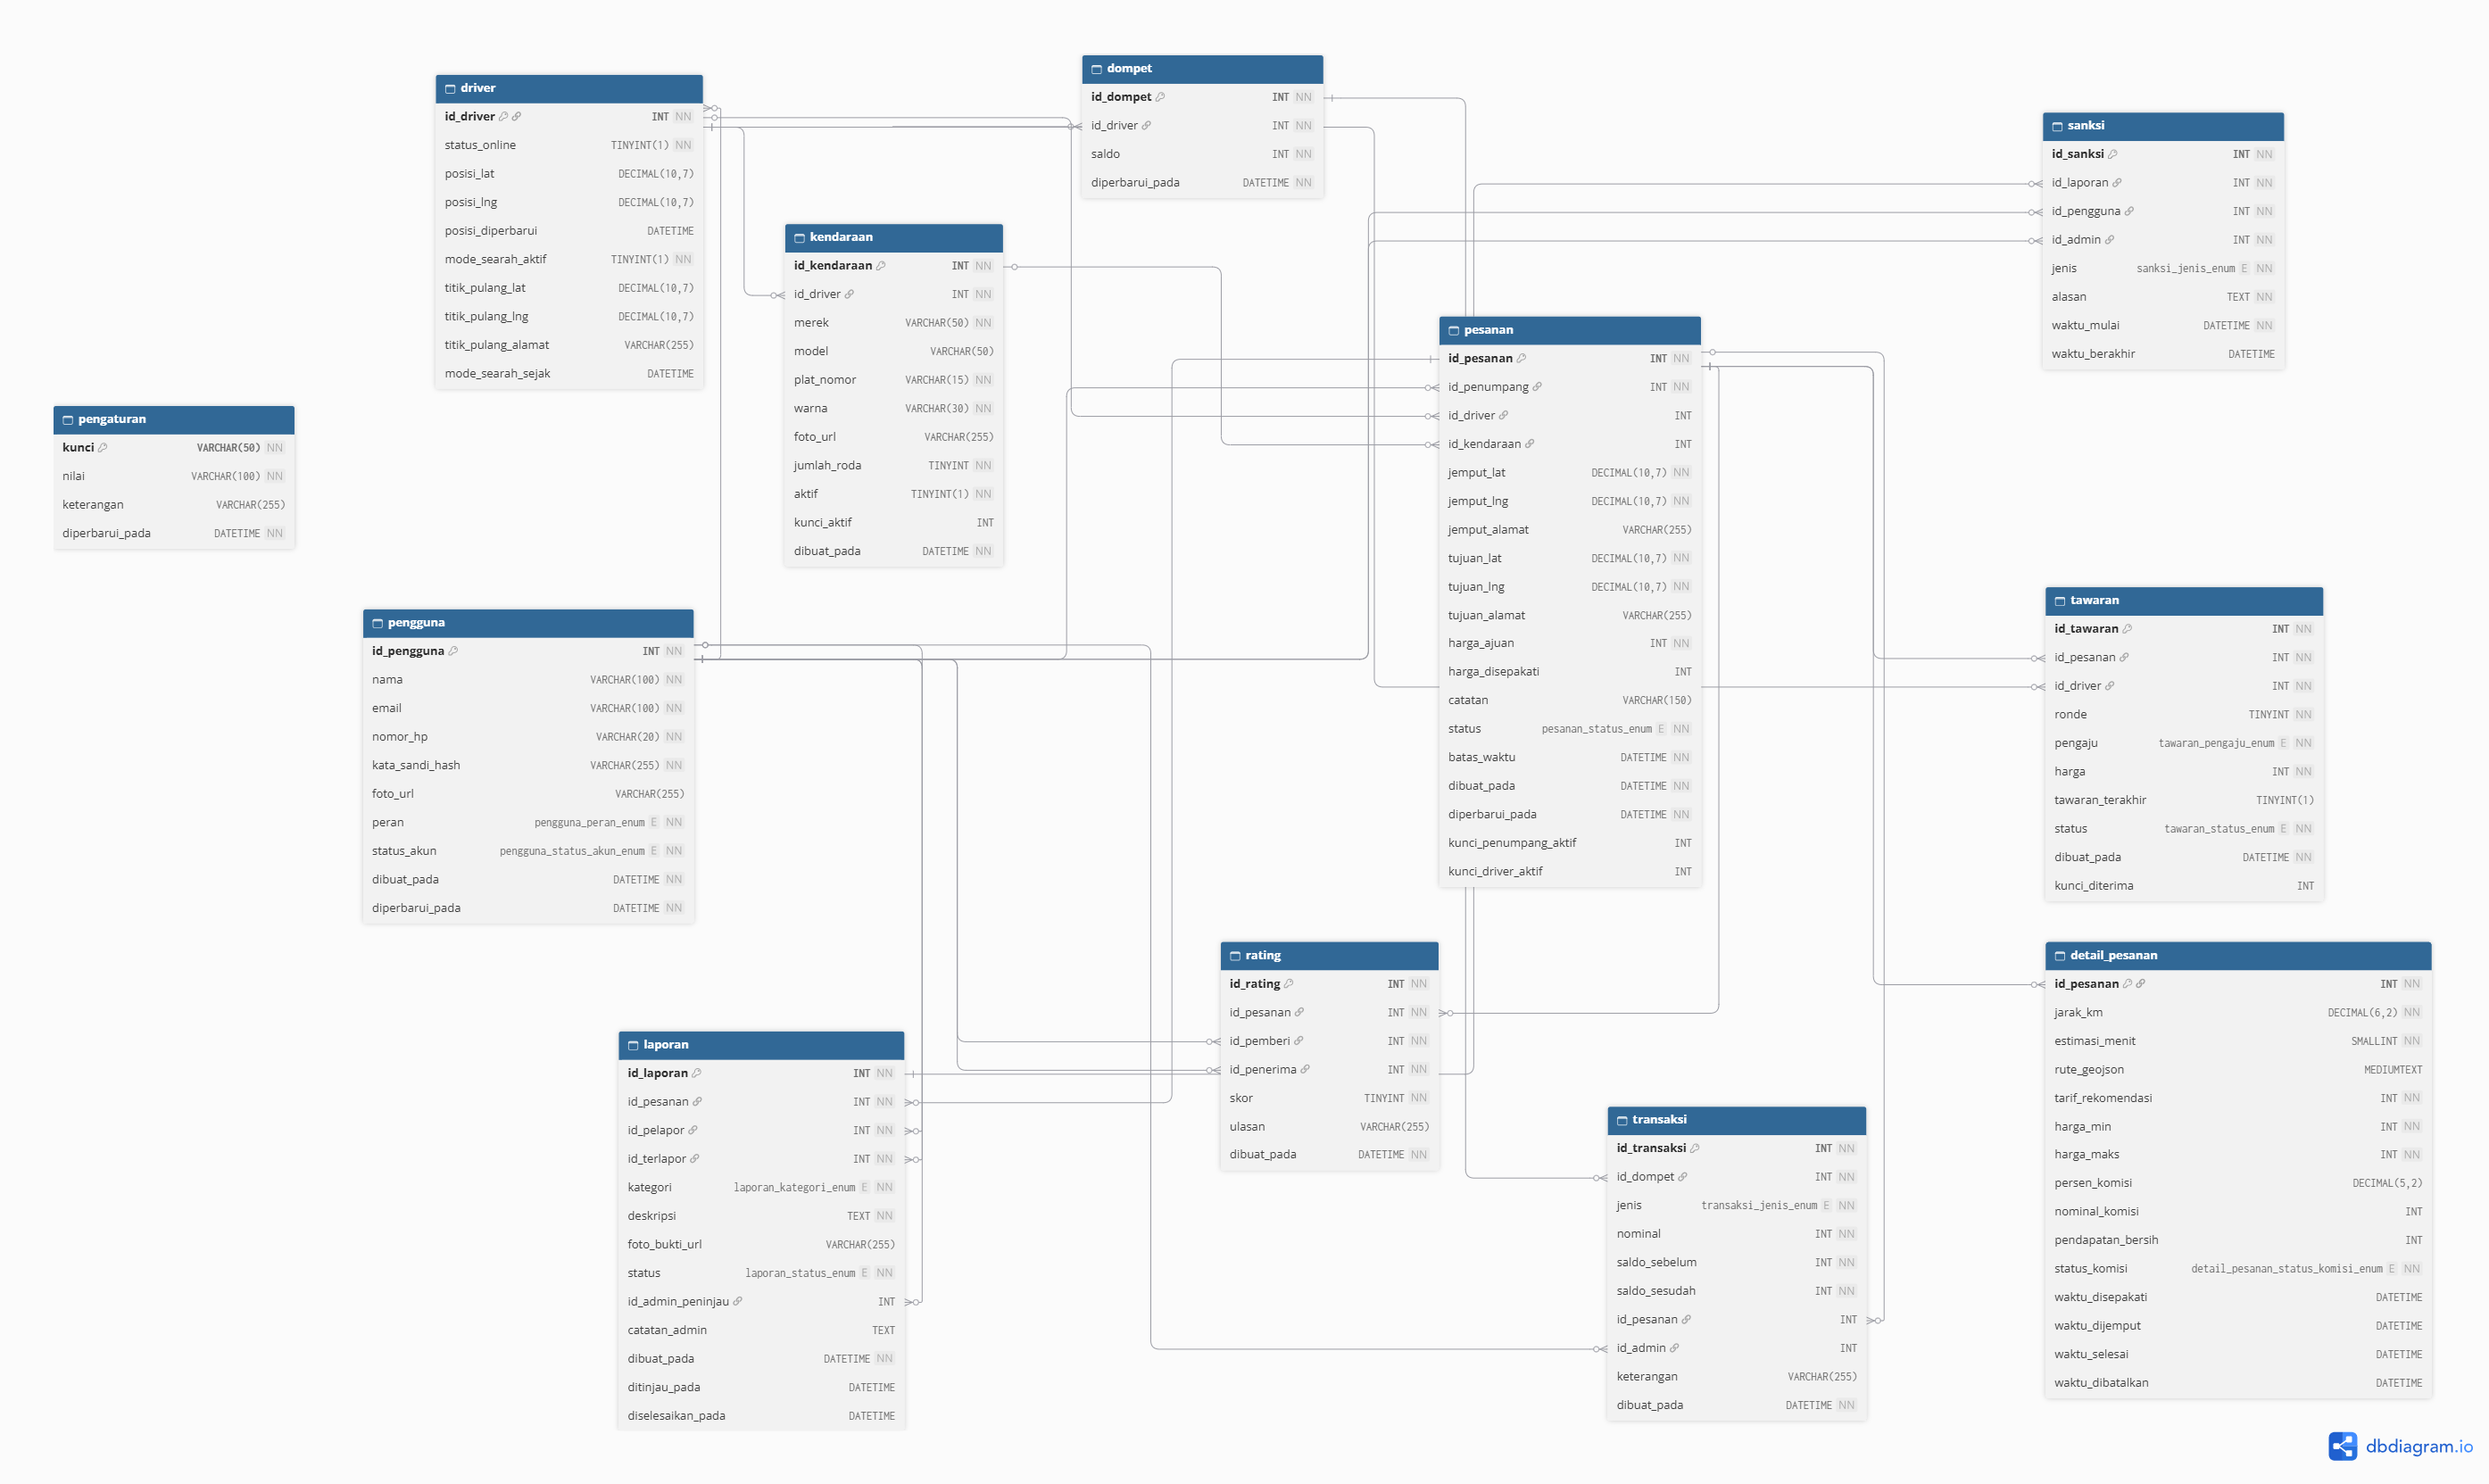 driver
id_driver INT NN
status_online TINYINT(1) NN
posisi_lat DECIMAL(10,7)
posisi_lng DECIMAL(10,7)
posisi_diperbarui DATETIME
mode_searah_aktif TINYINT(1) NN
titik_pulang_lat DECIMAL(10,7)
titik_pulang_lng DECIMAL(10,7)
titik_pulang_alamat VARCHAR(255)
mode_searah_sejak DATETIME
dompet
id_dompet INT NN
id_driver INT NN
saldo INT NN
diperbarui_pada DATETIME NN
sanksi
id_sanksi INT NN
id_laporan INT NN
id_pengguna INT NN
id_admin INT NN
jenis sanksi_jenis_enum E NN
alasan TEXT NN
waktu_mulai DATETIME NN
waktu_berakhir DATETIME
kendaraan
id_kendaraan INT NN
id_driver INT NN
merek VARCHAR(50) NN
model VARCHAR(50)
plat_nomor VARCHAR(15) NN
warna VARCHAR(30) NN
foto_url VARCHAR(255)
jumlah_roda TINYINT NN
aktif TINYINT(1) NN
kunci_aktif INT
dibuat_pada DATETIME NN
pesanan
id_pesanan INT NN
id_penumpang INT NN
id_driver INT
id_kendaraan INT
jemput_lat DECIMAL(10,7) NN
jemput_lng DECIMAL(10,7) NN
jemput_alamat VARCHAR(255)
tujuan_lat DECIMAL(10,7) NN
tujuan_lng DECIMAL(10,7) NN
tujuan_alamat VARCHAR(255)
harga_ajuan INT NN
harga_disepakati INT
catatan VARCHAR(150)
status pesanan_status_enum E NN
batas_waktu DATETIME NN
dibuat_pada DATETIME NN
diperbarui_pada DATETIME NN
kunci_penumpang_aktif INT
kunci_driver_aktif INT
pengaturan
kunci VARCHAR(50) NN
nilai VARCHAR(100) NN
keterangan VARCHAR(255)
diperbarui_pada DATETIME NN
pengguna
id_pengguna INT NN
nama VARCHAR(100) NN
email VARCHAR(100) NN
nomor_hp VARCHAR(20) NN
kata_sandi_hash VARCHAR(255) NN
foto_url VARCHAR(255)
peran pengguna_peran_enum E NN
status_akun pengguna_status_akun_enum E NN
dibuat_pada DATETIME NN
diperbarui_pada DATETIME NN
tawaran
id_tawaran INT NN
id_pesanan INT NN
id_driver INT NN
ronde TINYINT NN
pengaju tawaran_pengaju_enum E NN
harga INT NN
tawaran_terakhir TINYINT(1)
status tawaran_status_enum E NN
dibuat_pada DATETIME NN
kunci_diterima INT
rating
id_rating INT NN
id_pesanan INT NN
id_pemberi INT NN
id_penerima INT NN
skor TINYINT NN
ulasan VARCHAR(255)
dibuat_pada DATETIME NN
detail_pesanan
id_pesanan INT NN
jarak_km DECIMAL(6,2) NN
estimasi_menit SMALLINT NN
rute_geojson MEDIUMTEXT
tarif_rekomendasi INT NN
harga_min INT NN
harga_maks INT NN
persen_komisi DECIMAL(5,2)
nominal_komisi INT
pendapatan_bersih INT
status_komisi detail_pesanan_status_komisi_enum E NN
waktu_disepakati DATETIME
waktu_dijemput DATETIME
waktu_selesai DATETIME
waktu_dibatalkan DATETIME
laporan
id_laporan INT NN
id_pesanan INT NN
id_pelapor INT NN
id_terlapor INT NN
kategori laporan_kategori_enum E NN
deskripsi TEXT NN
foto_bukti_url VARCHAR(255)
status laporan_status_enum E NN
id_admin_peninjau INT
catatan_admin TEXT
dibuat_pada DATETIME NN
ditinjau_pada DATETIME
diselesaikan_pada DATETIME
transaksi
id_transaksi INT NN
id_dompet INT NN
jenis transaksi_jenis_enum E NN
nominal INT NN
saldo_sebelum INT NN
saldo_sesudah INT NN
id_pesanan INT
id_admin INT
keterangan VARCHAR(255)
dibuat_pada DATETIME NN
dbdiagram.io